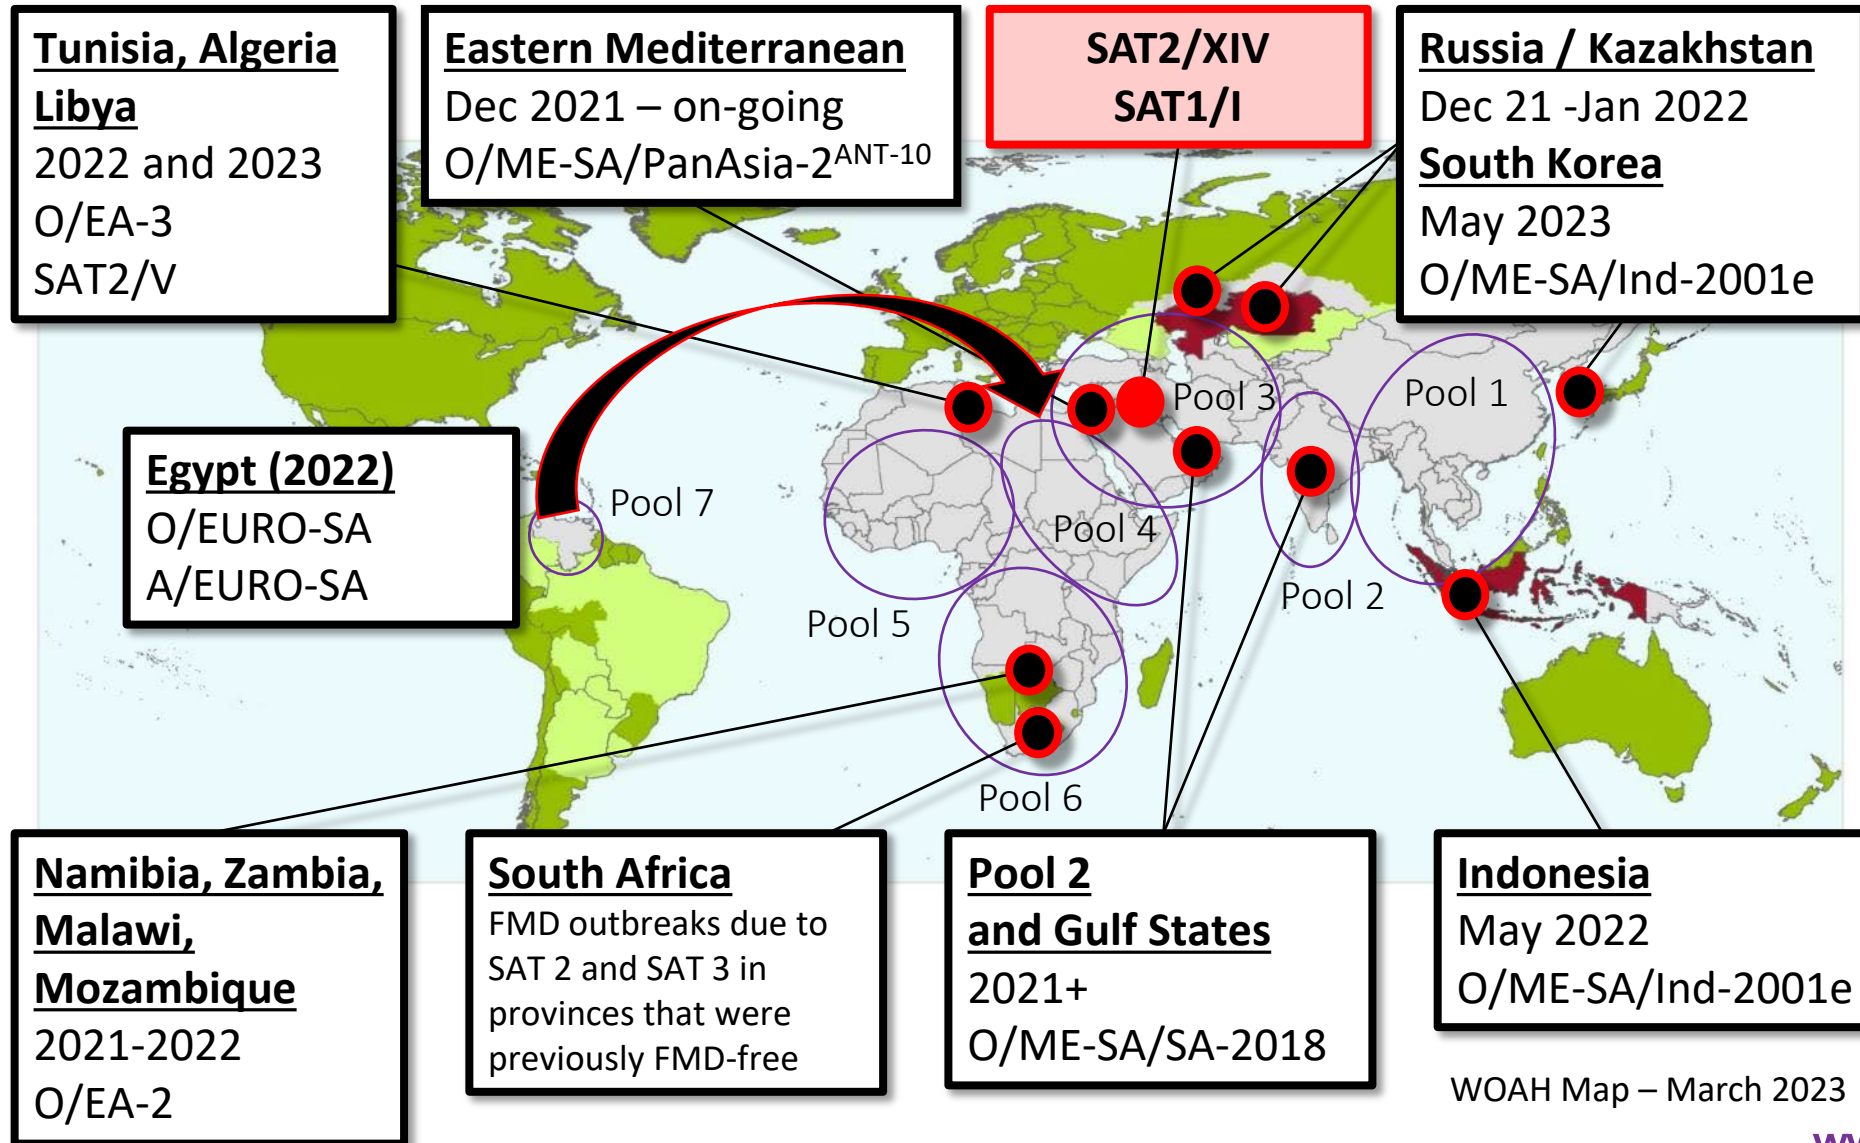 Tunisia, Algeria
Libya
2022 and 2023
O/EA-3
SAT2/V
Eastern Mediterranean
Dec 2021 – on-going
O/ME-SA/PanAsia-2ANT-10
SAT2/XIV
SAT1/I
Russia / Kazakhstan
Dec 21 -Jan 2022
South Korea
May 2023
O/ME-SA/Ind-2001e
Egypt (2022)
O/EURO-SA
A/EURO-SA
Pool 7
Pool 3
Pool 1
Pool 4
Pool 2
Pool 5
Pool 6
Namibia, Zambia,
Malawi,
Mozambique
2021-2022
O/EA-2
South Africa
FMD outbreaks due to
SAT 2 and SAT 3 in
provinces that were
previously FMD-free
Pool 2
and Gulf States
2021+
O/ME-SA/SA-2018
Indonesia
May 2022
O/ME-SA/Ind-2001e
WOAH Map – March 2023